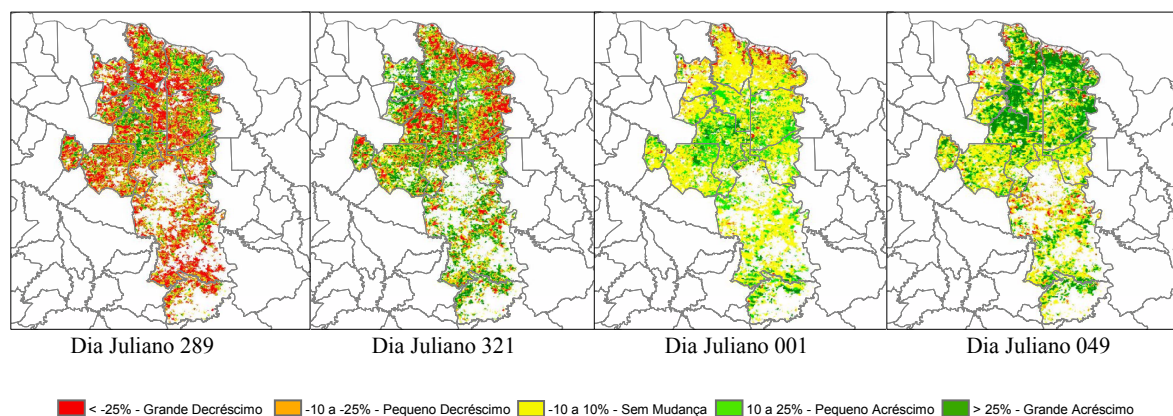 Dia Juliano 289 Dia Juliano 321 Dia Juliano 001 Dia Juliano 049
< -25% - Grande Decréscimo -10 a -25% - Pequeno Decréscimo -10 a 10% - Sem Mudança 10 a 25% - Pequeno Acréscimo > 25% - Grande Acréscimo